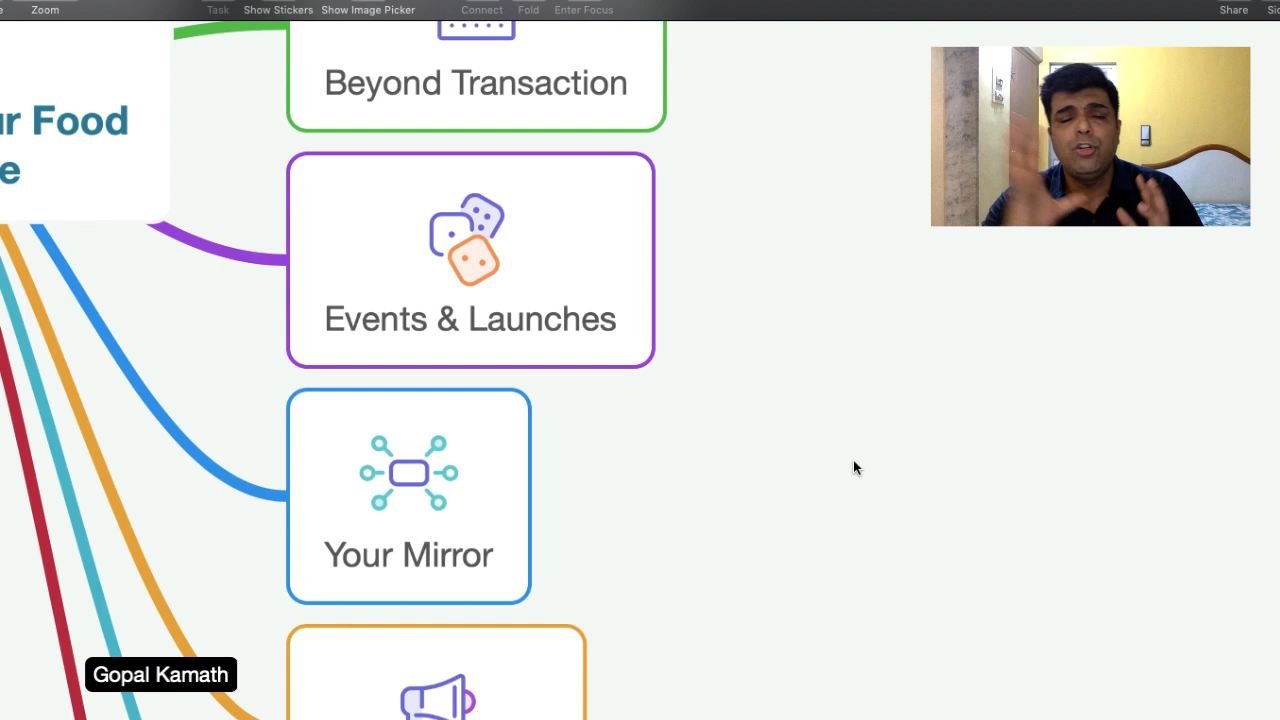 Zoom
Task
Show Stickers
Show Image Picker
Connect
Fold
Enter Focus
Share
Beyond Transaction
Food
Events & Launches
Your Mirror
Gopal Kamath